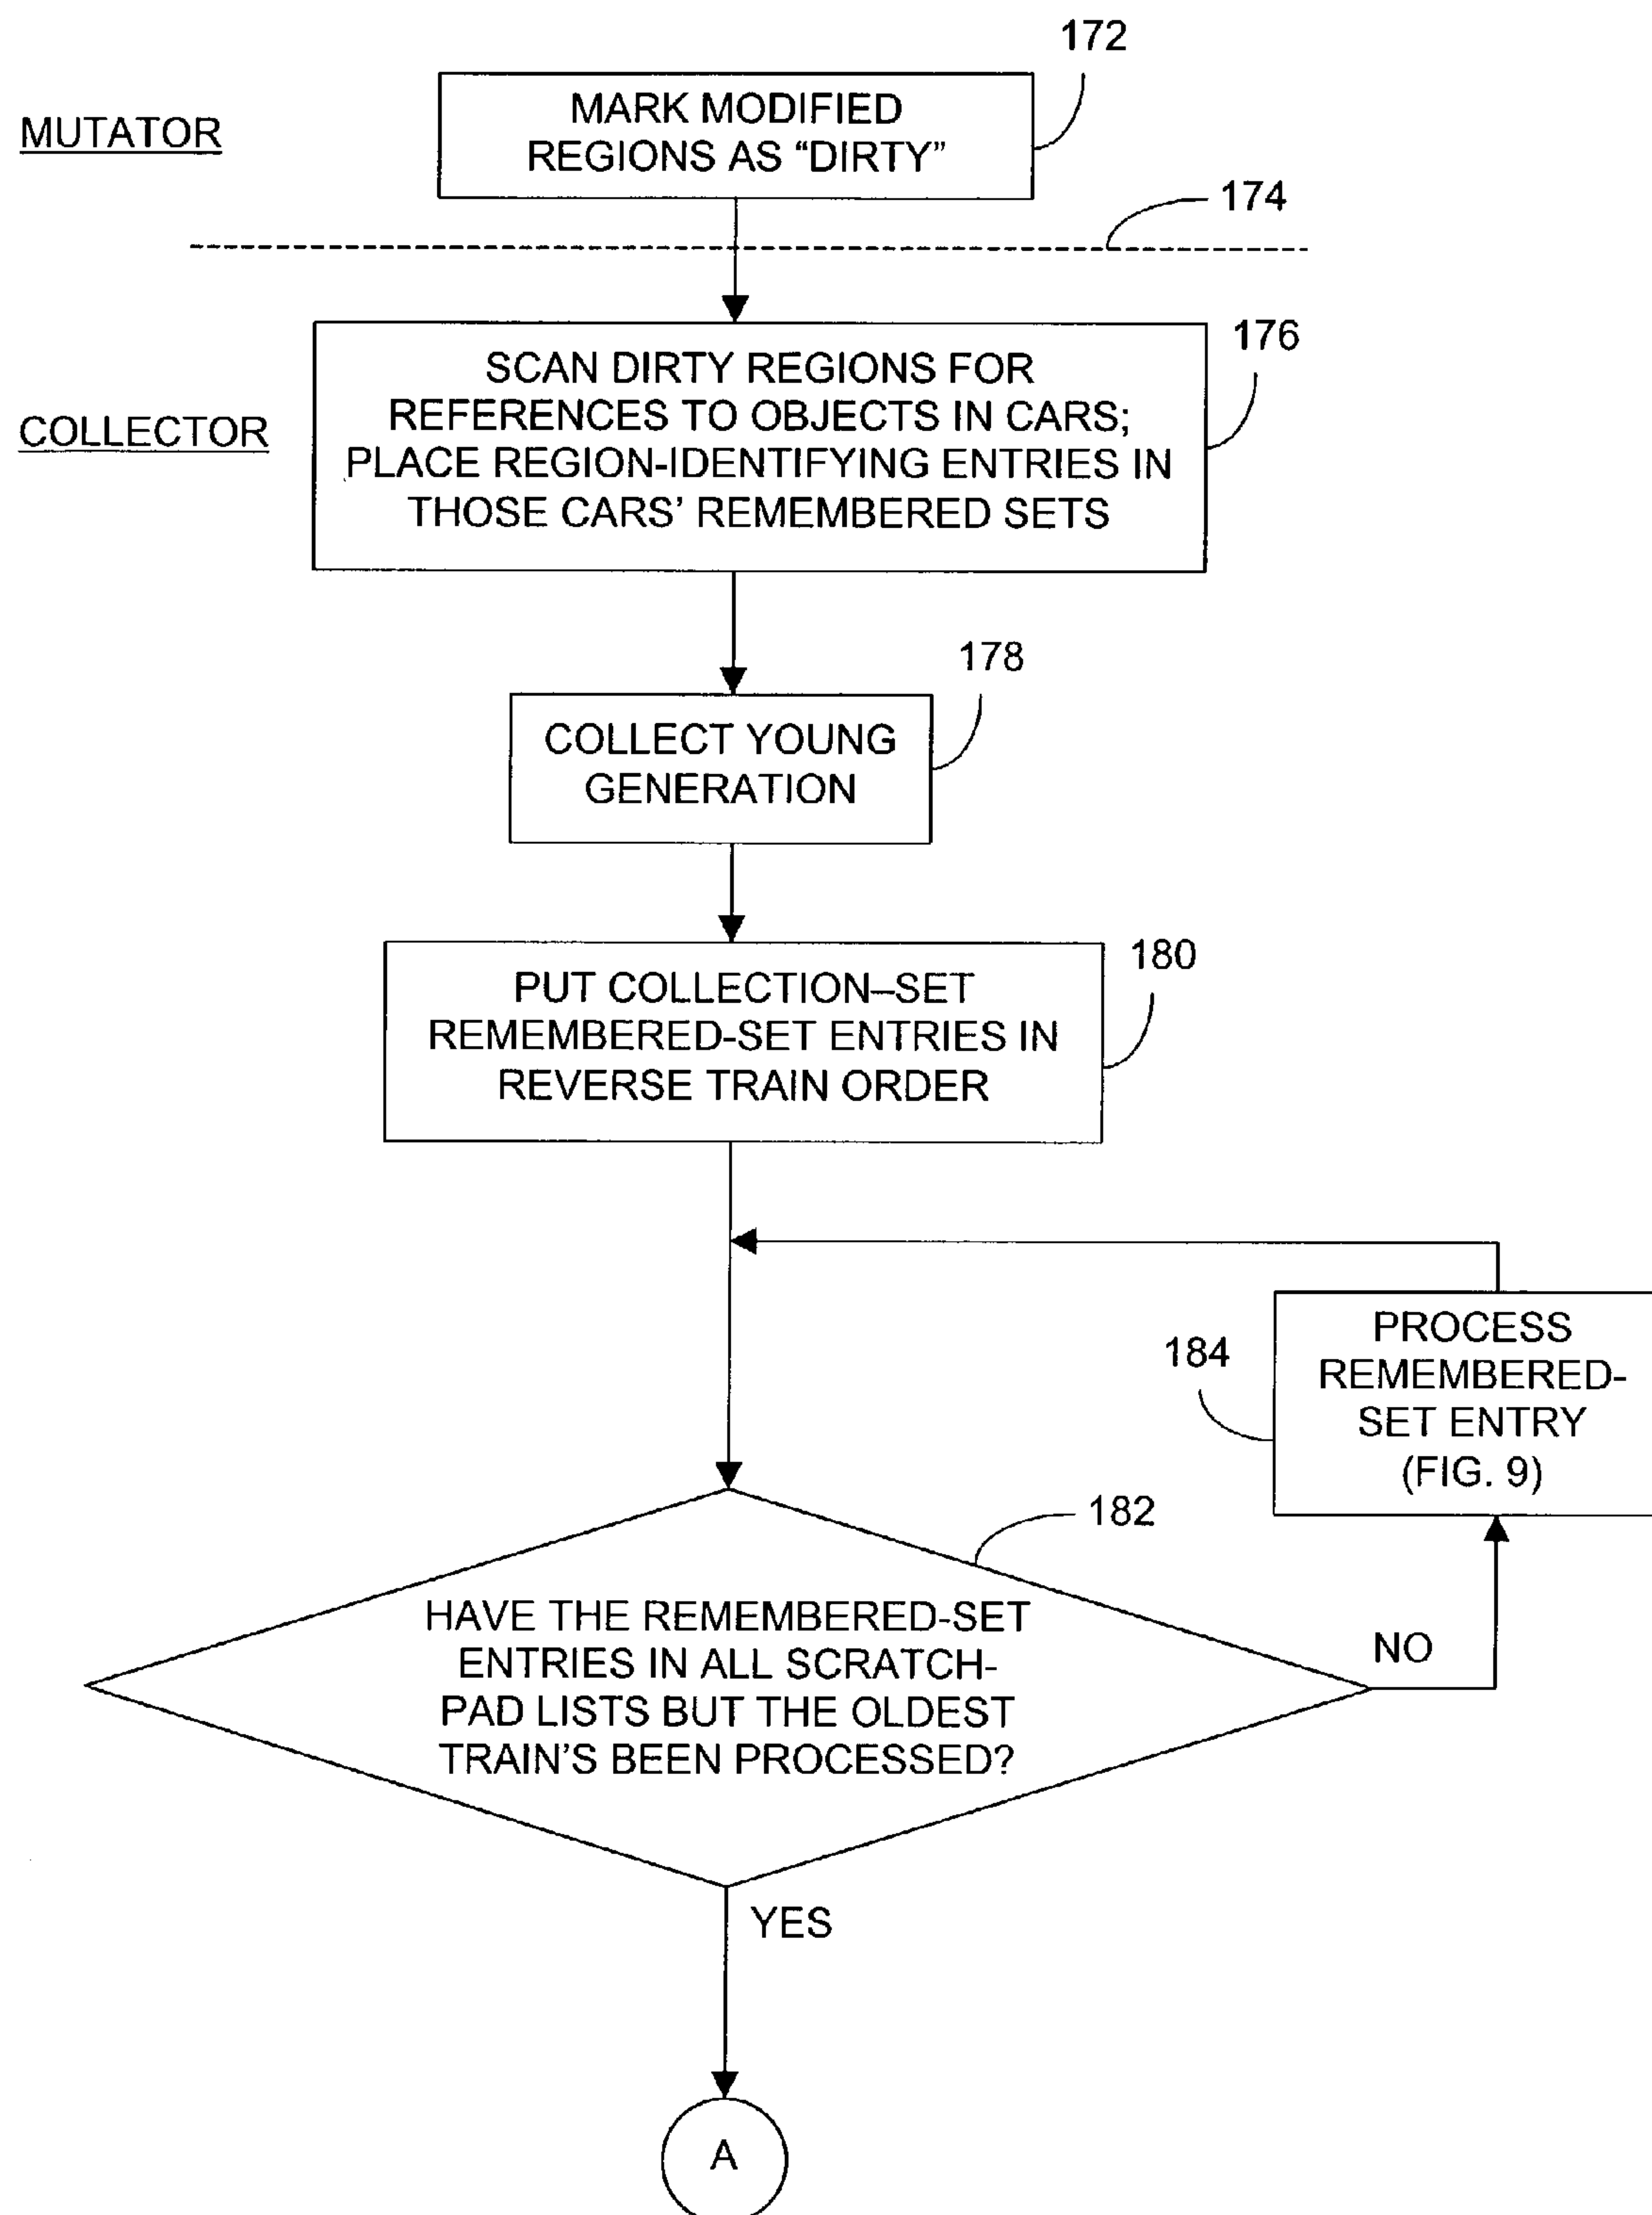 172
MARK MODIFIED
REGIONS AS “DIRTY”
MUTATOR
174
176
SCAN DIRTY REGIONS FOR
REFERENCES TO OBJECTS IN CARS;
PLACE REGION-IDENTIFYING ENTRIES IN
THOSE CARS’ REMEMBERED SETS
COLLECTOR
178
COLLECT YOUNG
GENERATION
180
PUT COLLECTION–SET
REMEMBERED-SET ENTRIES IN
REVERSE TRAIN ORDER
184
PROCESS
REMEMBERED-
SET ENTRY
(FIG. 9)
182
HAVE THE REMEMBERED-SET
ENTRIES IN ALL SCRATCH-
PAD LISTS BUT THE OLDEST
TRAIN’S BEEN PROCESSED?
NO
YES
A